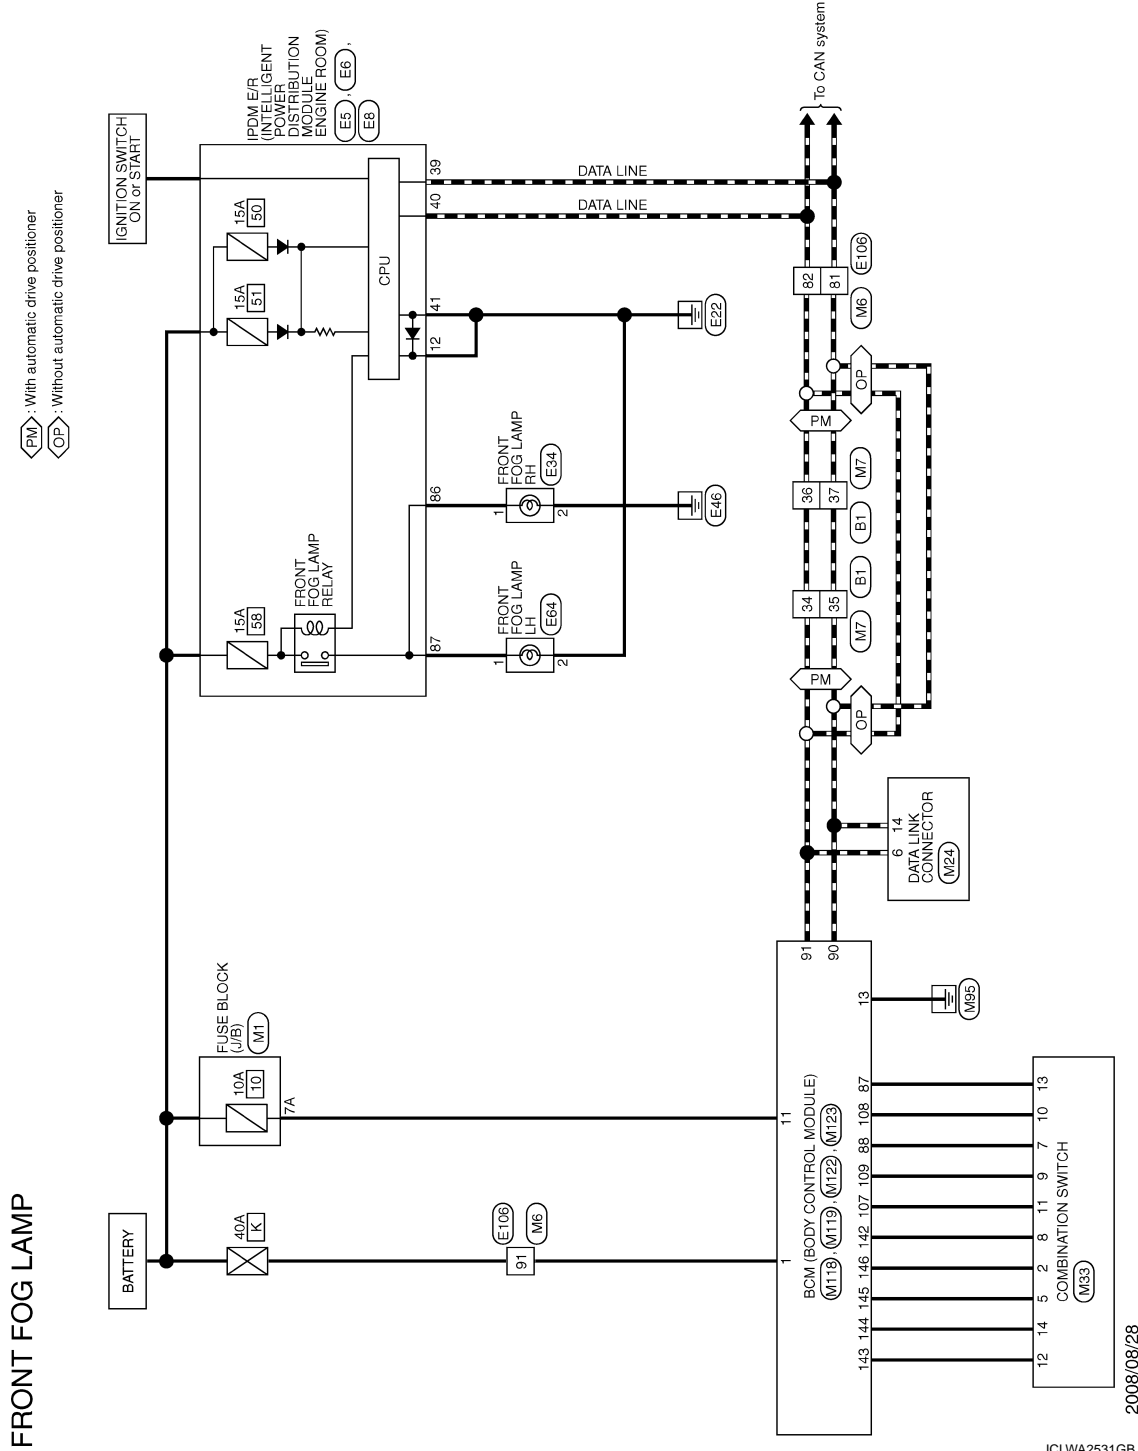 FRONT FOG LAMP
PM : With automatic drive positioner
OP : Without automatic drive positioner
BATTERY
IGNITION SWITCH
ON or START
40A
K
FUSE BLOCK
(J/B)
M1
10A
10
7A
15A
58
15A
51
15A
50
FRONT
FOG LAMP
RELAY
IPDM E/R
(INTELLIGENT
POWER
DISTRIBUTION
MODULE
ENGINE ROOM)
E5 , E6 ,
E8
CPU
87
86
12
41
40
39
E106
M6
91
1
FRONT
FOG LAMP
LH
E64
2
1
FRONT
FOG LAMP
RH
E34
2
DATA LINE
DATA LINE
E46
E22
1
11
BCM (BODY CONTROL MODULE)
M118 , M119 , M122 , M123
91
90
143
144
145
146
142
107
109
88
108
87
13
M95
6
14
DATA LINK
CONNECTOR
M24
PM
OP
34
35
M7
B1
36
37
B1
M7
PM
OP
82
81
M6
E106
To CAN system
12
14
5
2
8
11
9
7
10
13
COMBINATION SWITCH
M33
2008/08/28
JCLWA2531GB